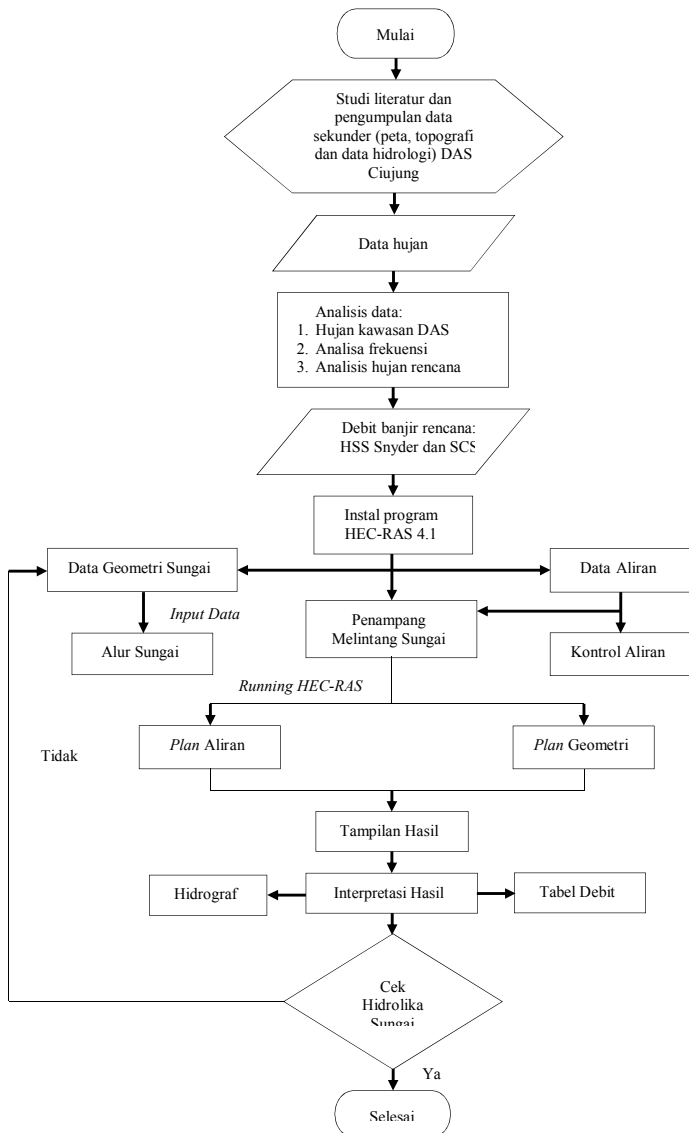 Mulai
Studi literatur dan
pengumpulan data
sekunder (peta, topografi
dan data hidrologi) DAS
Ciujung
Data hujan
Analisis data:
1. Hujan kawasan DAS
2. Analisa frekuensi
3. Analisis hujan rencana
Debit banjir rencana:
HSS Snyder dan SCS
Instal program
HEC-RAS 4.1
Data Geometri Sungai
Data Aliran
Input Data
Penampang
Melintang Sungai
Alur Sungai
Kontrol Aliran
Running HEC-RAS
Tidak
Plan Aliran
Plan Geometri
Tampilan Hasil
Hidrograf
Interpretasi Hasil
Tabel Debit
Cek
Hidrolika
Sungai
Ya
Selesai